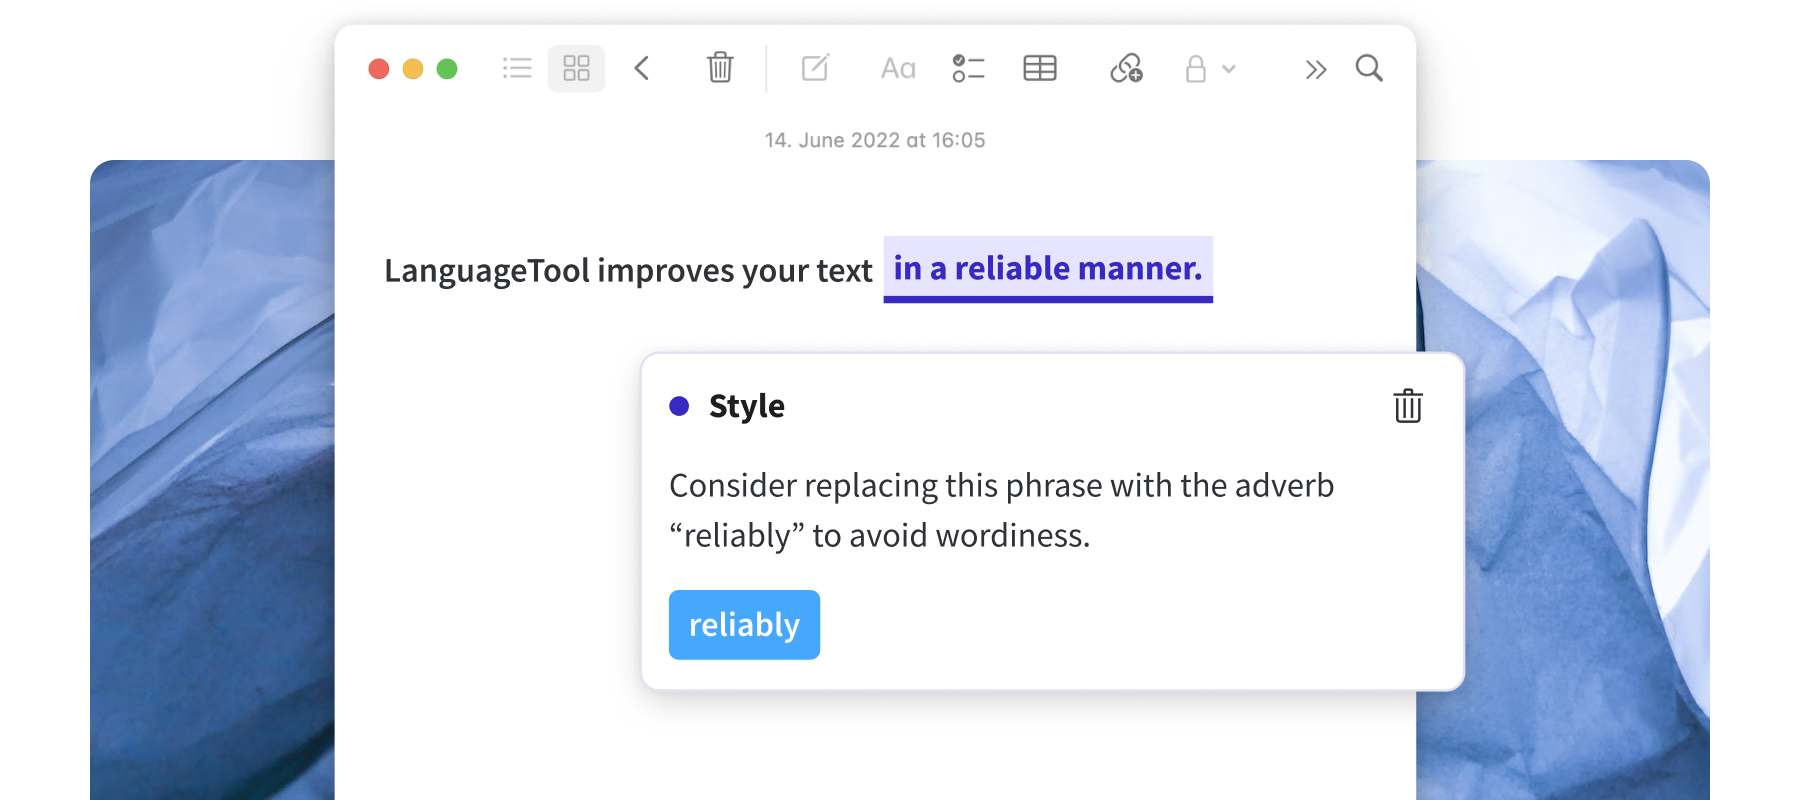 Aa
14. June 2022 at 16:05
LanguageTool improves your text in a reliable manner.
Style
Consider replacing this phrase with the adverb
“reliably” to avoid wordiness.
reliably